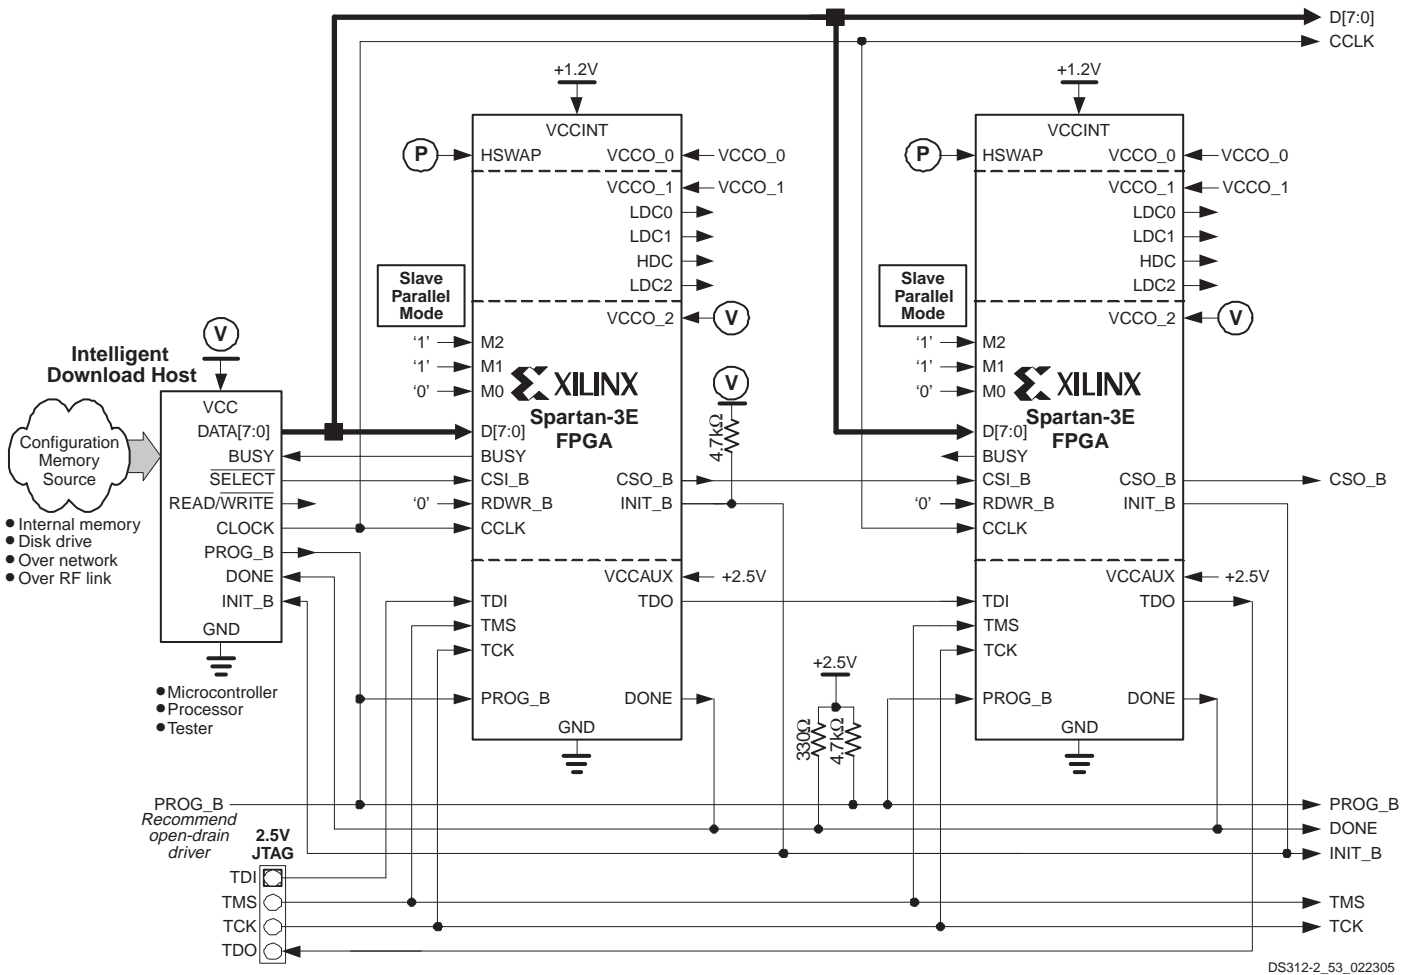 D[7:0]
CCLK
+1.2V
+1.2V
VCCINT
VCCINT
P
HSWAP
VCCO_0
VCCO_0
P
HSWAP
VCCO_0
VCCO_0
VCCO_1
VCCO_1
VCCO_1
VCCO_1
LDC0
LDC0
LDC1
LDC1
HDC
HDC
LDC2
LDC2
Slave
Parallel
Mode
Slave
Parallel
Mode
VCCO_2
V
VCCO_2
V
V
'1'
M2
'1'
M2
Intelligent
Download Host
'1'
M1
'1'
M1
'0'
M0
XILINX
V
'0'
M0
XILINX
VCC
Spartan-3E
FPGA
4.7kΩ
Spartan-3E
FPGA
Configuration
Memory
Source
DATA[7:0]
D[7:0]
D[7:0]
BUSY
BUSY
BUSY
SELECT
CSI_B
CSO_B
CSI_B
CSO_B
CSO_B
READ/WRITE
'0'
RDWR_B
INIT_B
'0'
RDWR_B
INIT_B
CLOCK
CCLK
CCLK
● Internal memory
● Disk drive
● Over network
● Over RF link
PROG_B
DONE
VCCAUX
+2.5V
VCCAUX
+2.5V
INIT_B
TDI
TDO
TDI
TDO
GND
TMS
TMS
TCK
TCK
+2.5V
● Microcontroller
● Processor
● Tester
PROG_B
DONE
330Ω
4.7kΩ
PROG_B
DONE
GND
GND
PROG_B
PROG_B
Recommend
open-drain
driver
DONE
2.5V
JTAG
INIT_B
TDI
TMS
TMS
TCK
TCK
TDO
DS312-2_53_022305